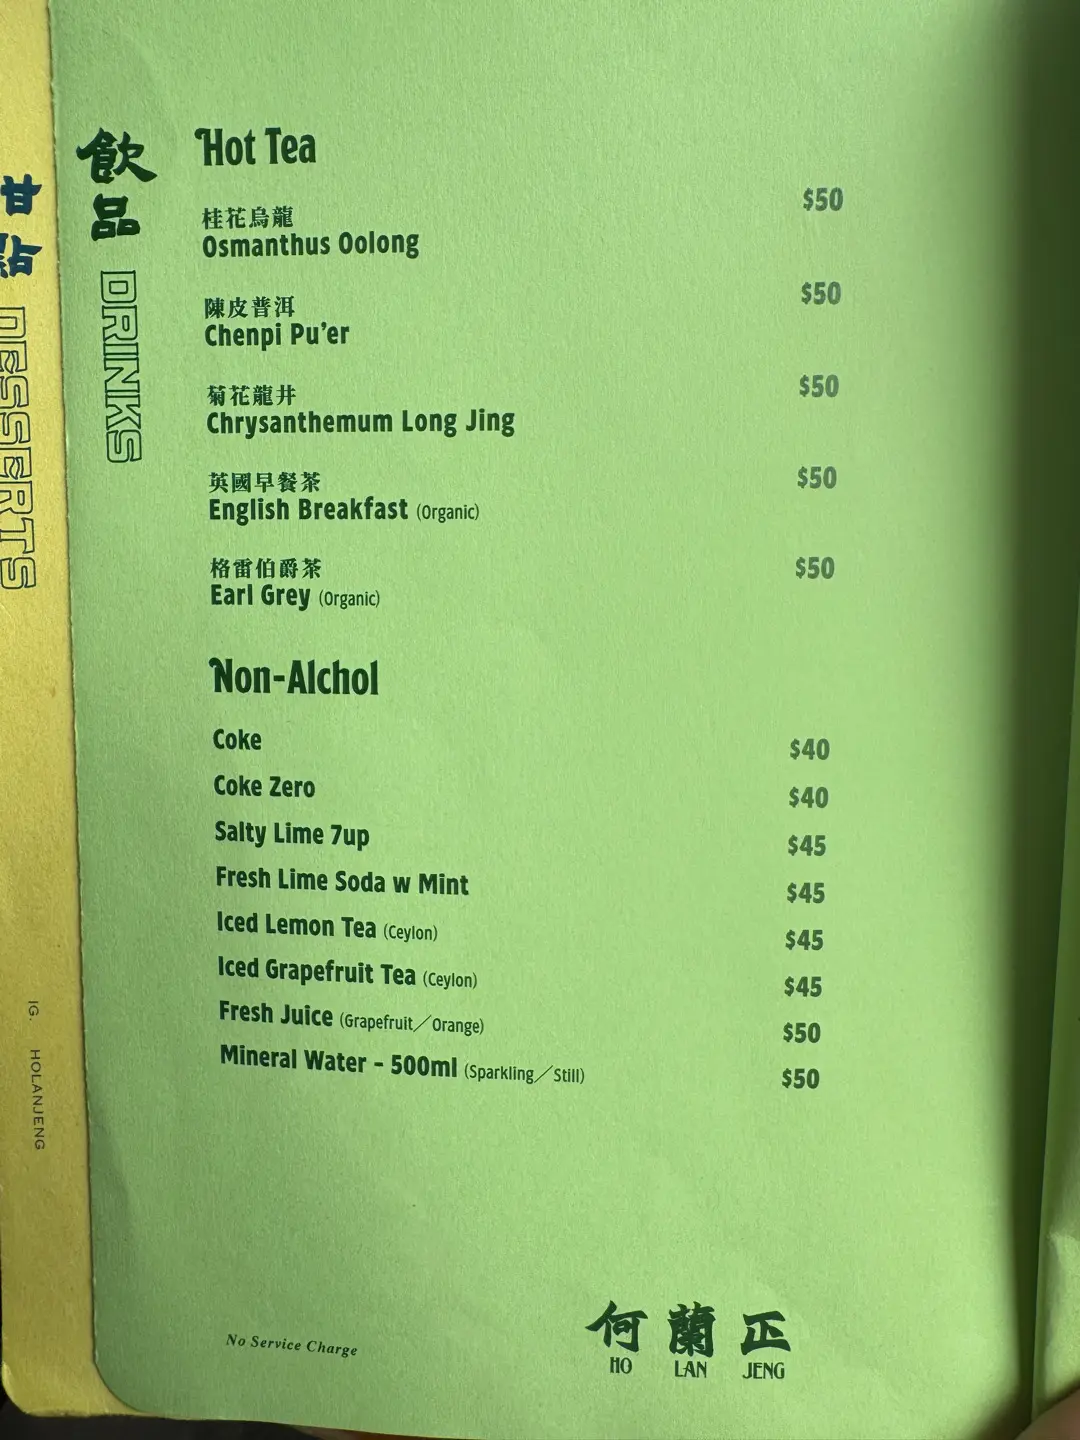 飲品
DRINKS
甘點
DESSERTS
IG. HOLANJENG
Hot Tea
桂花烏龍
Osmanthus Oolong $50
陳皮普洱
Chenpi Pu'er $50
菊花龍井
Chrysanthemum Long Jing $50
英國早餐茶
English Breakfast (Organic) $50
格雷伯爵茶
Earl Grey (Organic) $50
Non-Alchol
Coke $40
Coke Zero $40
Salty Lime 7up $45
Fresh Lime Soda w Mint $45
Iced Lemon Tea (Ceylon) $45
Iced Grapefruit Tea (Ceylon) $45
Fresh Juice (Grapefruit／Orange) $50
Mineral Water - 500ml (Sparkling／Still) $50
No Service Charge
何蘭正
HO LAN JENG